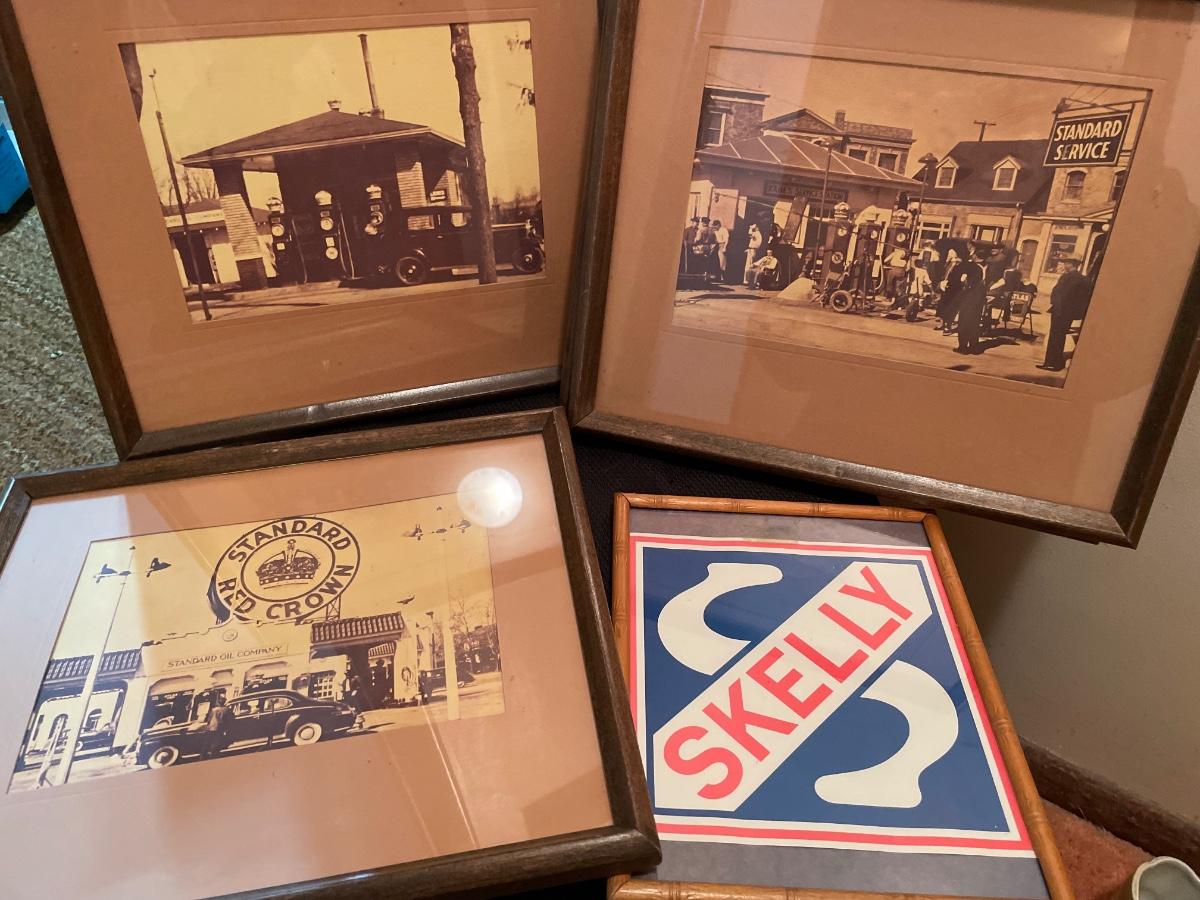 STANDARD
SERVICE
STANDARD
RED CROWN
STANDARD OIL COMPANY
SKELLY